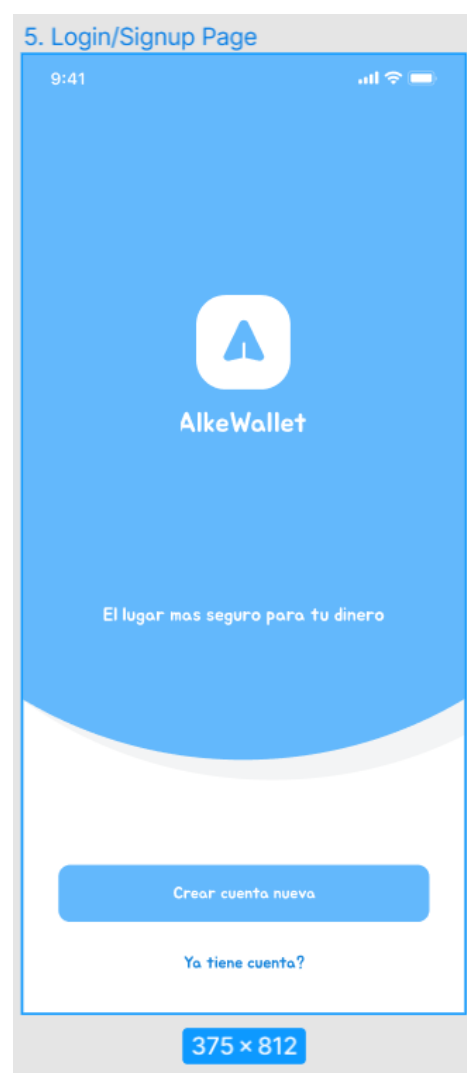 5. Login/Signup Page
9:41
AlkeWallet
El lugar mas seguro para tu dinero
Crear cuenta nueva
Ya tiene cuenta?
375 × 812